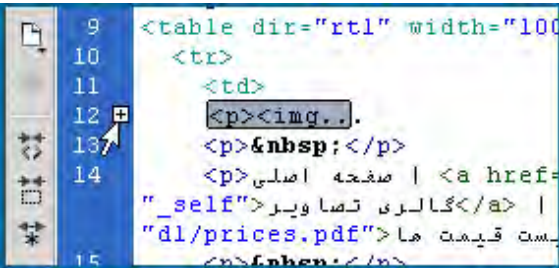 9 <table dir="rtl" width="100
10 <tr>
11 <td>
12 <p><img...
13 <p>&nbsp;</p>
14 <p>صفحه اصلی | <a href=
"_self">گالری تصاویر</a> |
"dl/prices.pdf">لیست قیمت ها
15 <p>&nbsp;</p>